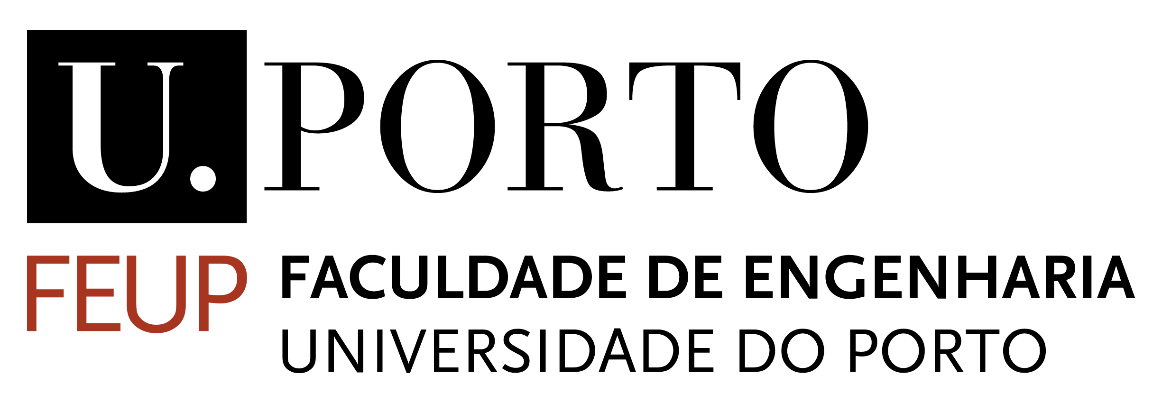 U.PORTO
FEUP
FACULDADE DE ENGENHARIA
UNIVERSIDADE DO PORTO